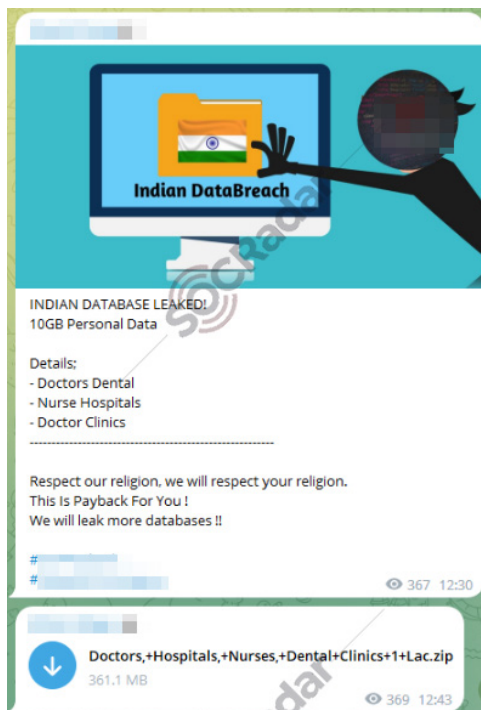 Indian DataBreach
SOCRadar
INDIAN DATABASE LEAKED!
10GB Personal Data
Details;
- Doctors Dental
- Nurse Hospitals
- Doctor Clinics
-----------------------------------------------------------
Respect our religion, we will respect your religion.
This Is Payback For You !
We will leak more databases !!
#
#
367 12:30
Doctors,+Hospitals,+Nurses,+Dental+Clinics+1+Lac.zip
361.1 MB
369 12:43